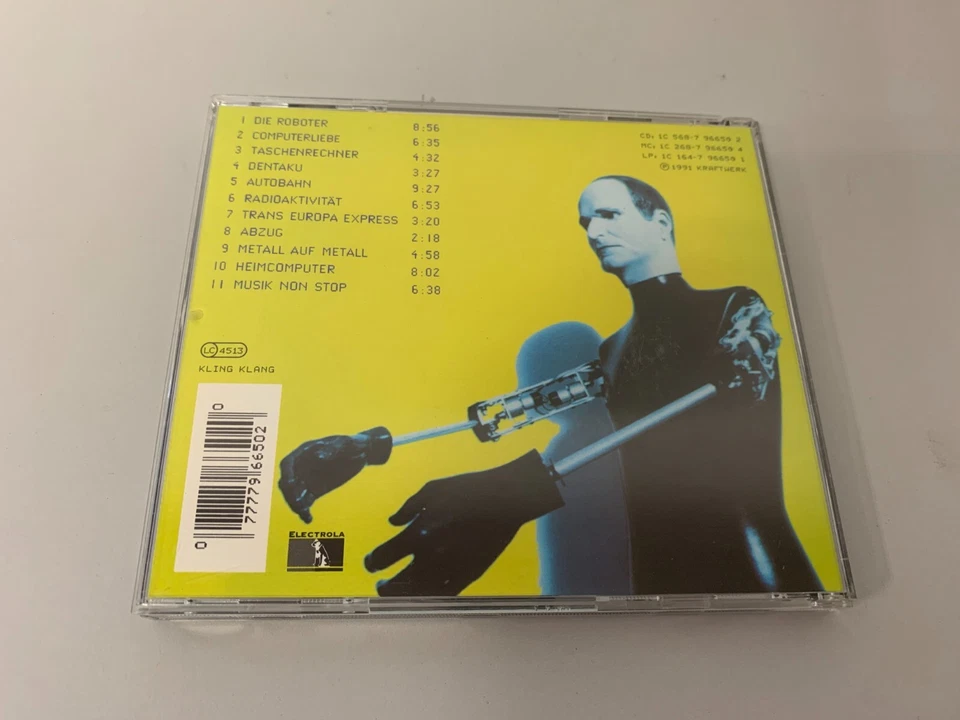 1 DIE ROBOTER 8:56
2 COMPUTERLIEBE 6:35
3 TASCHENRECHNER 4:32
4 DENTAKU 3:27
5 AUTOBAHN 9:27
6 RADIOAKTIVITÄT 6:53
7 TRANS EUROPA EXPRESS 3:20
8 ABZUG 2:18
9 METALL AUF METALL 4:58
10 HEIMCOMPUTER 8:02
11 MUSIK NON STOP 6:38
CD: 1C 568-7 96650 2
MC: 1C 268-7 96650 4
LP: 1C 164-7 96650 1
℗ 1991 KRAFTWERK
LC 4513
KLING KLANG
0 77779 66502 0
ELECTROLA